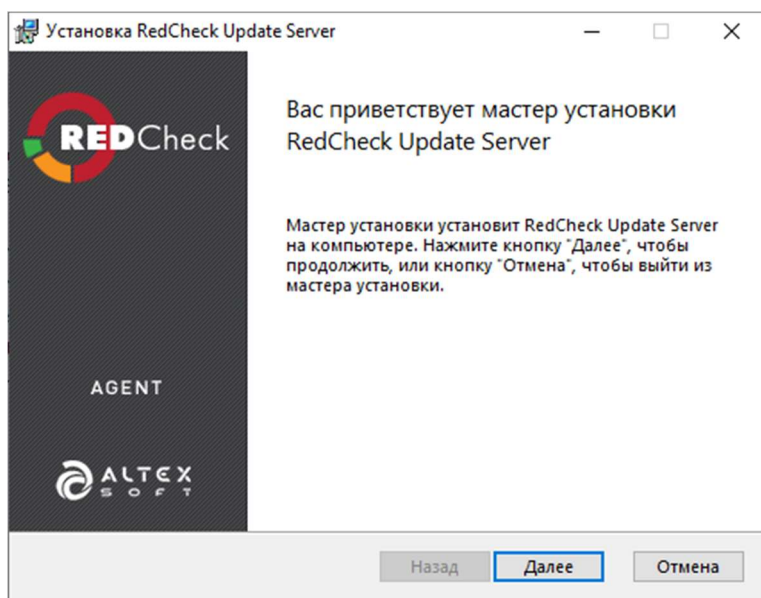 Установка RedCheck Update Server
REDCheck
Вас приветствует мастер установки
RedCheck Update Server
Мастер установки установит RedCheck Update Server
на компьютере. Нажмите кнопку "Далее", чтобы
продолжить, или кнопку "Отмена", чтобы выйти из
мастера установки.
AGENT
ALTEX
SOFT
Назад
Далее
Отмена